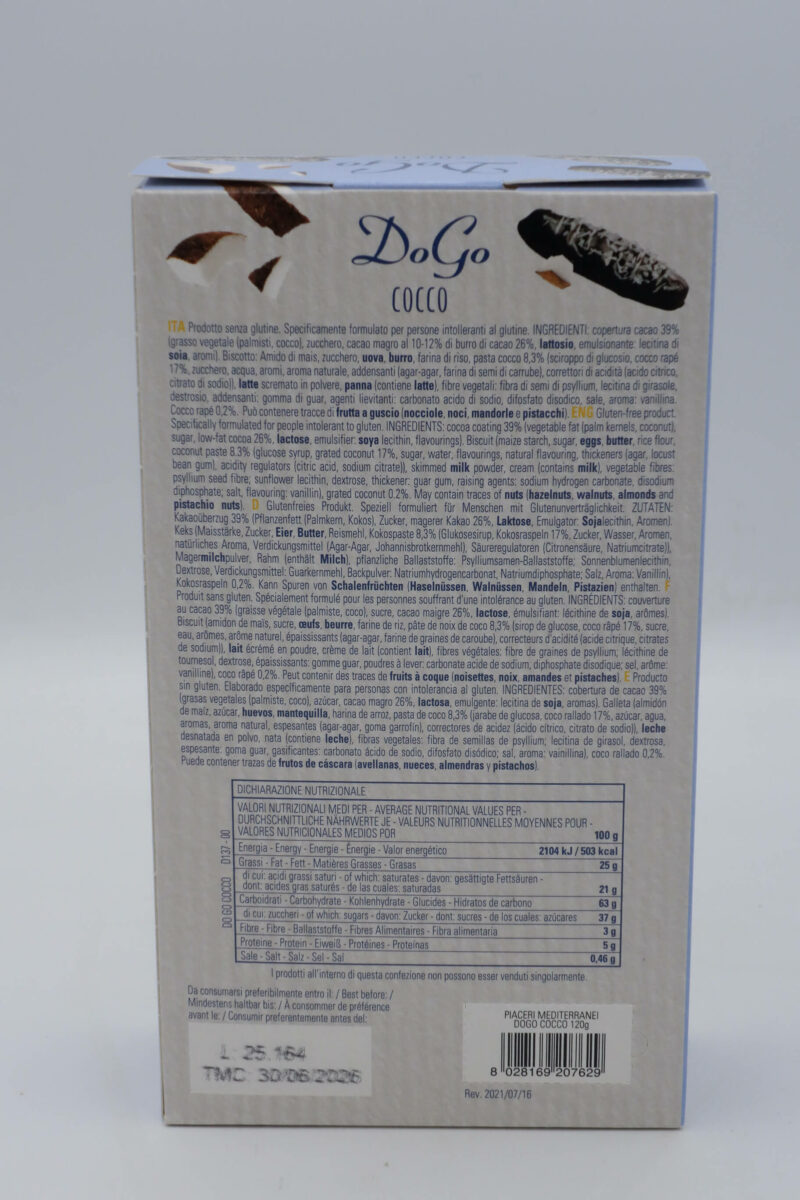 DoGo
COCCO
ITA Prodotto senza glutine. Specificamente formulato per persone intolleranti al glutine. INGREDIENTI: copertura cacao 39%
(grasso vegetale (palmisti, cocco), zucchero, cacao magro al 10-12% di burro di cacao 26%, lattosio, emulsionante: lecitina di
soia, aromi). Biscotto: Amido di mais, zucchero, uova, burro, farina di riso, pasta cocco 8,3% (sciroppo di glucosio, cocco rapé
17%, zucchero, acqua, aromi, aroma naturale, addensanti (agar-agar, farina di semi di carrube), correttori di acidità (acido citrico,
citrato di sodio)), latte scremato in polvere, panna (contiene latte), fibre vegetali: fibra di semi di psyllium, lecitina di girasole,
destrosio, addensanti: gomma di guar, agenti lievitanti: carbonato acido di sodio, difosfato disodico, sale, aroma: vanillina.
Cocco rapé 0,2%. Può contenere tracce di frutta a guscio (nocciole, noci, mandorle e pistacchi). ENG Gluten-free product.
Specifically formulated for people intolerant to gluten. INGREDIENTS: cocoa coating 39% (vegetable fat (palm kernels, coconut),
sugar, low-fat cocoa 26%, lactose, emulsifier: soya lecithin, flavourings). Biscuit (maize starch, sugar, eggs, butter, rice flour,
coconut paste 8.3% (glucose syrup, grated coconut 17%, sugar, water, flavourings, natural flavouring, thickeners (agar, locust
bean gum), acidity regulators (citric acid, sodium citrate)), skimmed milk powder, cream (contains milk), vegetable fibres:
psyllium seed fibre; sunflower lecithin, dextrose, thickener: guar gum, raising agents: sodium hydrogen carbonate, disodium
diphosphate; salt, flavouring: vanillin), grated coconut 0.2%. May contain traces of nuts (hazelnuts, walnuts, almonds and
pistachio nuts). D Glutenfreies Produkt. Speziell formuliert für Menschen mit Glutenunverträglichkeit. ZUTATEN:
Kakaoüberzug 39% (Pflanzenfett (Palmkern, Kokos), Zucker, magerer Kakao 26%, Laktose, Emulgator: Sojalecithin, Aromen).
Keks (Maisstärke, Zucker, Eier, Butter, Reismehl, Kokospaste 8,3% (Glukosesirup, Kokosraspeln 17%, Zucker, Wasser, Aromen,
natürliches Aroma, Verdickungsmittel (Agar-Agar, Johannisbrotkernmehl), Säureregulatoren (Citronensäure, Natriumcitrate)),
Magermilchpulver, Rahm (enthält Milch), pflanzliche Ballaststoffe: Psylliumsamen-Ballaststoffe; Sonnenblumenlecithin,
Dextrose, Verdickungsmittel: Guarkernmehl, Backpulver: Natriumhydrogencarbonat, Natriumdiphosphate; Salz, Aroma: Vanillin),
Kokosraspeln 0,2%. Kann Spuren von Schalenfrüchten (Haselnüssen, Walnüssen, Mandeln, Pistazien) enthalten. F
Produit sans gluten. Spécialement formulé pour les personnes souffrant d'une intolérance au gluten. INGRÉDIENTS: couverture
au cacao 39% (graisse végétale (palmiste, coco), sucre, cacao maigre 26%, lactose, émulsifiant: lécithine de soja, arômes).
Biscuit (amidon de maïs, sucre, œufs, beurre, farine de riz, pâte de noix de coco 8,3% (sirop de glucose, coco râpé 17%, sucre,
eau, arômes, arôme naturel, épaississants (agar-agar, farine de graines de caroube), correcteurs d'acidité (acide citrique, citrates
de sodium)), lait écrémé en poudre, crème de lait (contient lait), fibres végétales: fibre de graines de psyllium; lécithine de
tournesol, dextrose, épaississants: gomme guar, poudres à lever: carbonate acide de sodium, diphosphate disodique; sel, arôme:
vanilline), coco râpé 0,2%. Peut contenir des traces de fruits à coque (noisettes, noix, amandes et pistaches). E Producto
sin gluten. Elaborado específicamente para personas con intolerancia al gluten. INGREDIENTES: cobertura de cacao 39%
(grasas vegetales (palmiste, coco), azúcar, cacao magro 26%, lactosa, emulgente: lecitina de soja, aromas). Galleta (almidón
de maíz, azúcar, huevos, mantequilla, harina de arroz, pasta de coco 8,3% (jarabe de glucosa, coco rallado 17%, azúcar, agua,
aromas, aroma natural, espesantes (agar-agar, goma garrofín), correctores de acidez (ácido cítrico, citrato de sodio)), leche
desnatada en polvo, nata (contiene leche), fibras vegetales: fibra de semillas de psyllium; lecitina de girasol, dextrosa,
espesante: goma guar, gasificantes: carbonato ácido de sodio, difosfato disódico; sal, aroma: vainillina), coco rallado 0,2%.
Puede contener trazas de frutos de cáscara (avellanas, nueces, almendras y pistachos).
DICHIARAZIONE NUTRIZIONALE
VALORI NUTRIZIONALI MEDI PER - AVERAGE NUTRITIONAL VALUES PER -
DURCHSCHNITTLICHE NÄHRWERTE JE - VALEURS NUTRITIONNELLES MOYENNES POUR -
VALORES NUTRICIONALES MEDIOS POR 100 g
Energia - Energy - Energie - Énergie - Valor energético 2104 kJ / 503 kcal
Grassi - Fat - Fett - Matières Grasses - Grasas 25 g
di cui: acidi grassi saturi - of which: saturates - davon: gesättigte Fettsäuren -
dont: acides gras saturés - de las cuales: saturadas 21 g
Carboidrati - Carbohydrate - Kohlenhydrate - Glucides - Hidratos de carbono 63 g
di cui: zuccheri - of which: sugars - davon: Zucker - dont: sucres - de los cuales: azúcares 37 g
Fibre - Fibre - Ballaststoffe - Fibres Alimentaires - Fibra alimentaria 3 g
Proteine - Protein - Eiweiß - Protéines - Proteínas 5 g
Sale - Salt - Salz - Sel - Sal 0,46 g
DO GO COCCO 0137 - 00
I prodotti all'interno di questa confezione non possono esser venduti singolarmente.
Da consumarsi preferibilmente entro il: / Best before: /
Mindestens haltbar bis: / À consommer de préférence
avant le: / Consumir preferentemente antes del:
L 25.164
TMC 30/06/2026
PIACERI MEDITERRANEI
DOGO COCCO 120g
8 028169 207629
Rev. 2021/07/16